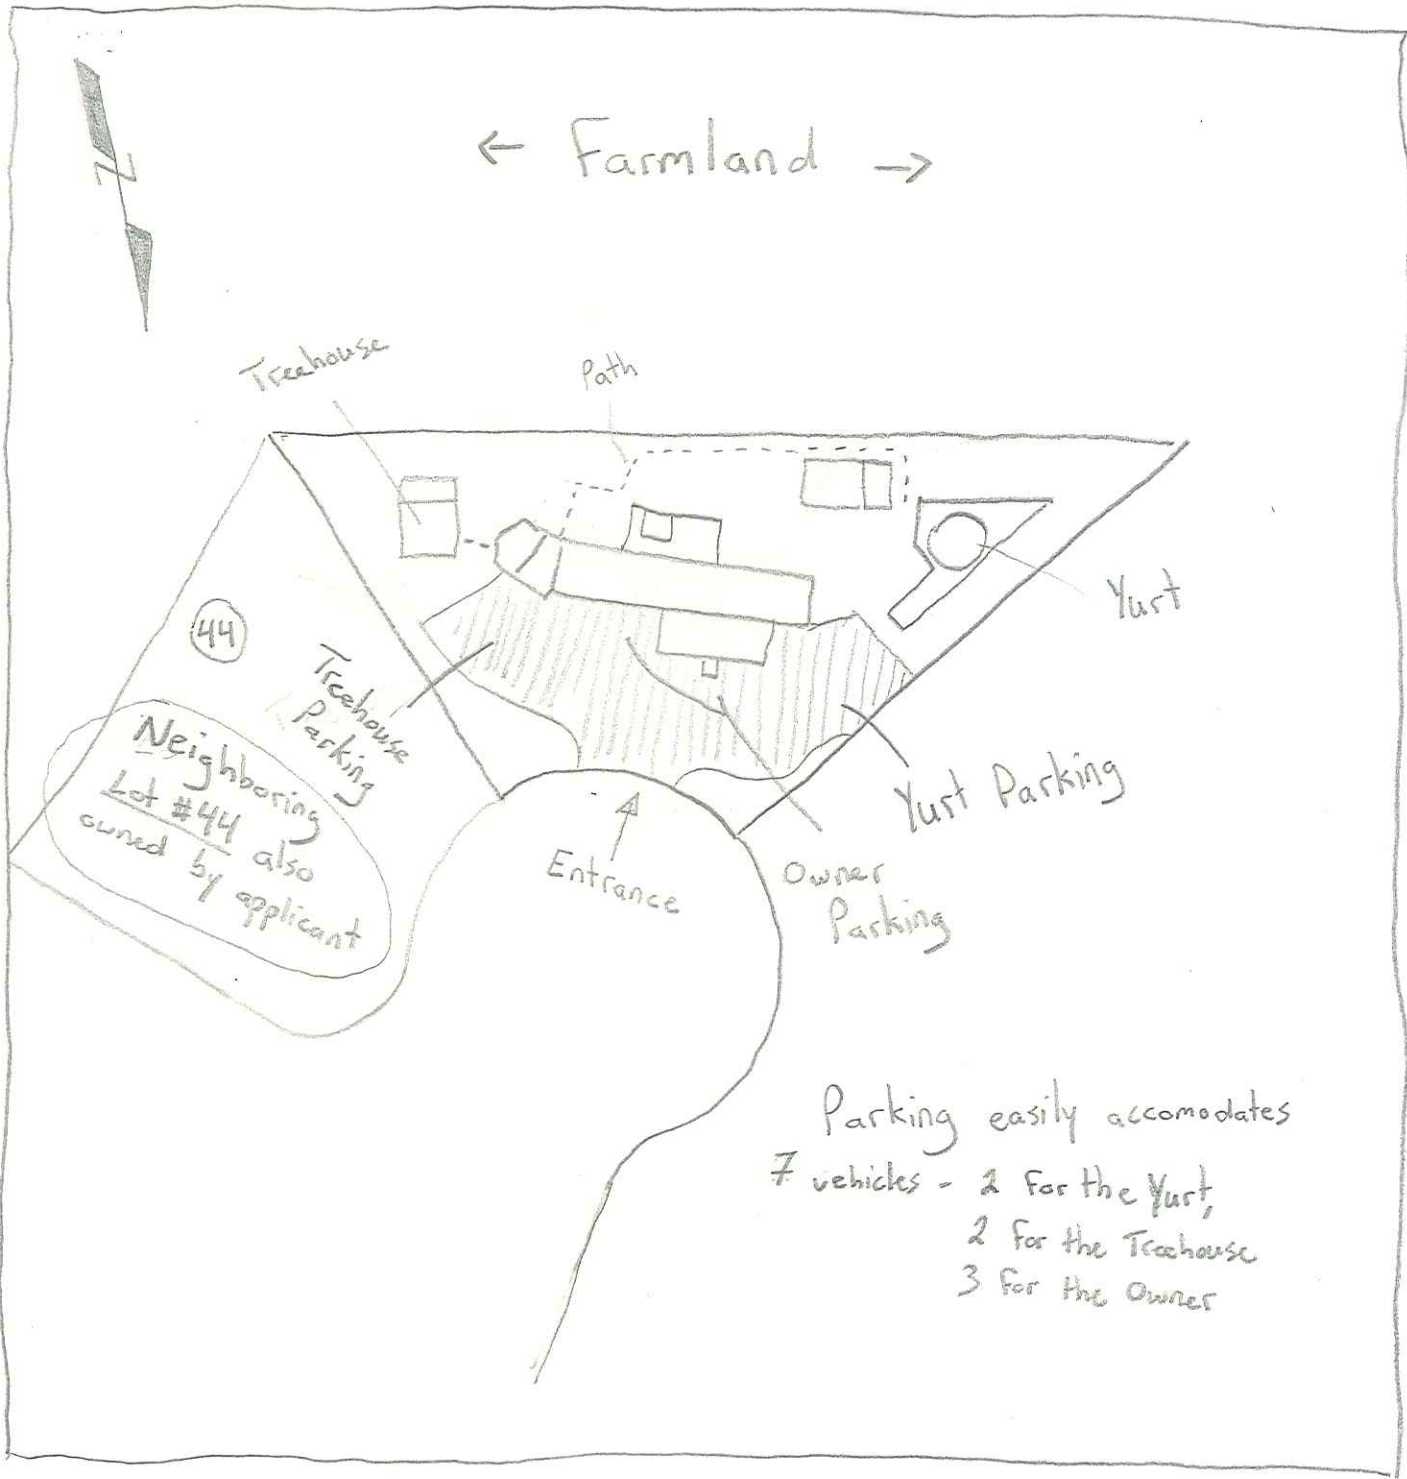 N
← Farmland →
Treehouse
Path
Yurt
44
Treehouse
Parking
Neighboring
Lot #44 also
owned by applicant
Yurt Parking
Entrance
Owner
Parking
Parking easily accomodates
7 vehicles - 2 for the Yurt,
2 for the Treehouse
3 for the Owner